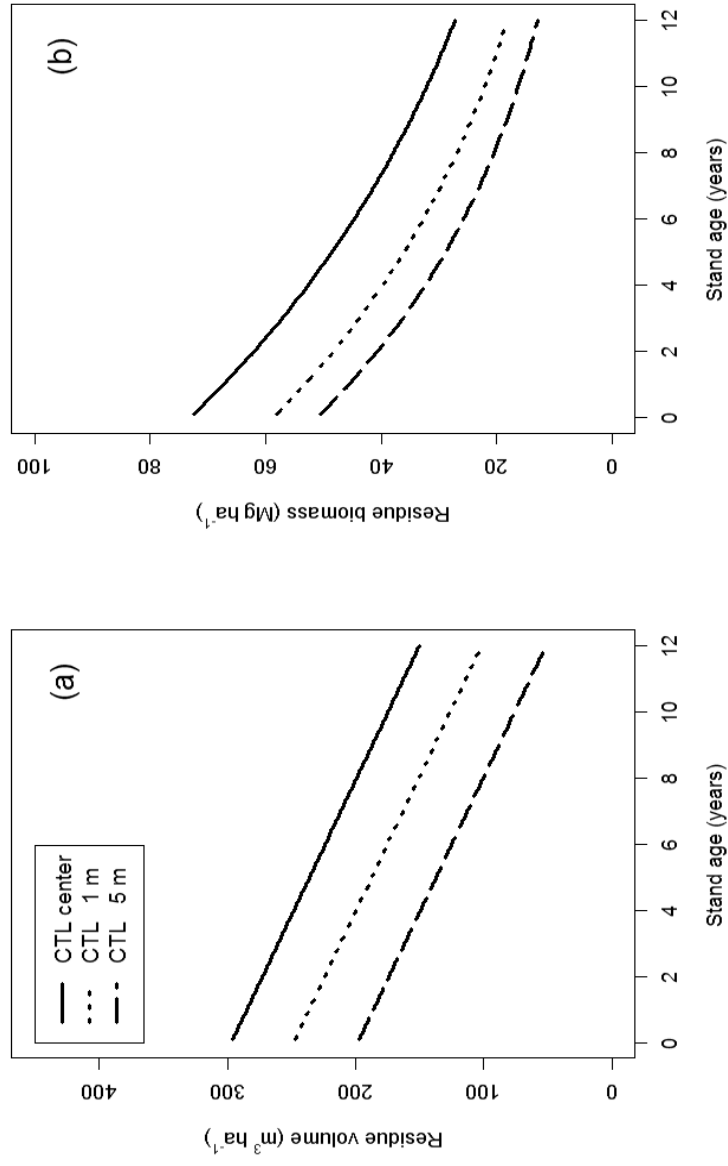 (a)
CTL center
CTL 1 m
CTL 5 m
Residue volume (m³ ha⁻¹)
400
300
200
100
0
0 2 4 6 8 10 12
Stand age (years)
(b)
Residue biomass (Mg ha⁻¹)
100
80
60
40
20
0
0 2 4 6 8 10 12
Stand age (years)